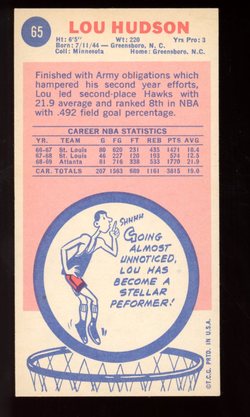 65
LOU HUDSON
Ht: 6'5" Wt: 220 Yrs Pro: 3
Born: 7/11/44 — Greensboro, N. C.
Coll: Minnesota Home: Greensboro, N.C.
Finished with Army obligations which
hampered his second year efforts,
Lou led second-place Hawks with
21.9 average and ranked 8th in NBA
with .492 field goal percentage.
CAREER NBA STATISTICS
YR. TEAM G FG FT REB PTS AVG
66-67 St. Louis 80 620 231 435 1471 18.4
67-68 St. Louis 46 227 120 193 574 12.5
68-69 Atlanta 81 716 338 533 1770 21.9
CAR. TOTALS 207 1563 689 1161 3815 19.0
SHHHH
GOING
ALMOST
UNNOTICED,
LOU HAS
BECOME A
STELLAR
PEFORMER!
©T.C.G. PRTD. IN U.S.A.